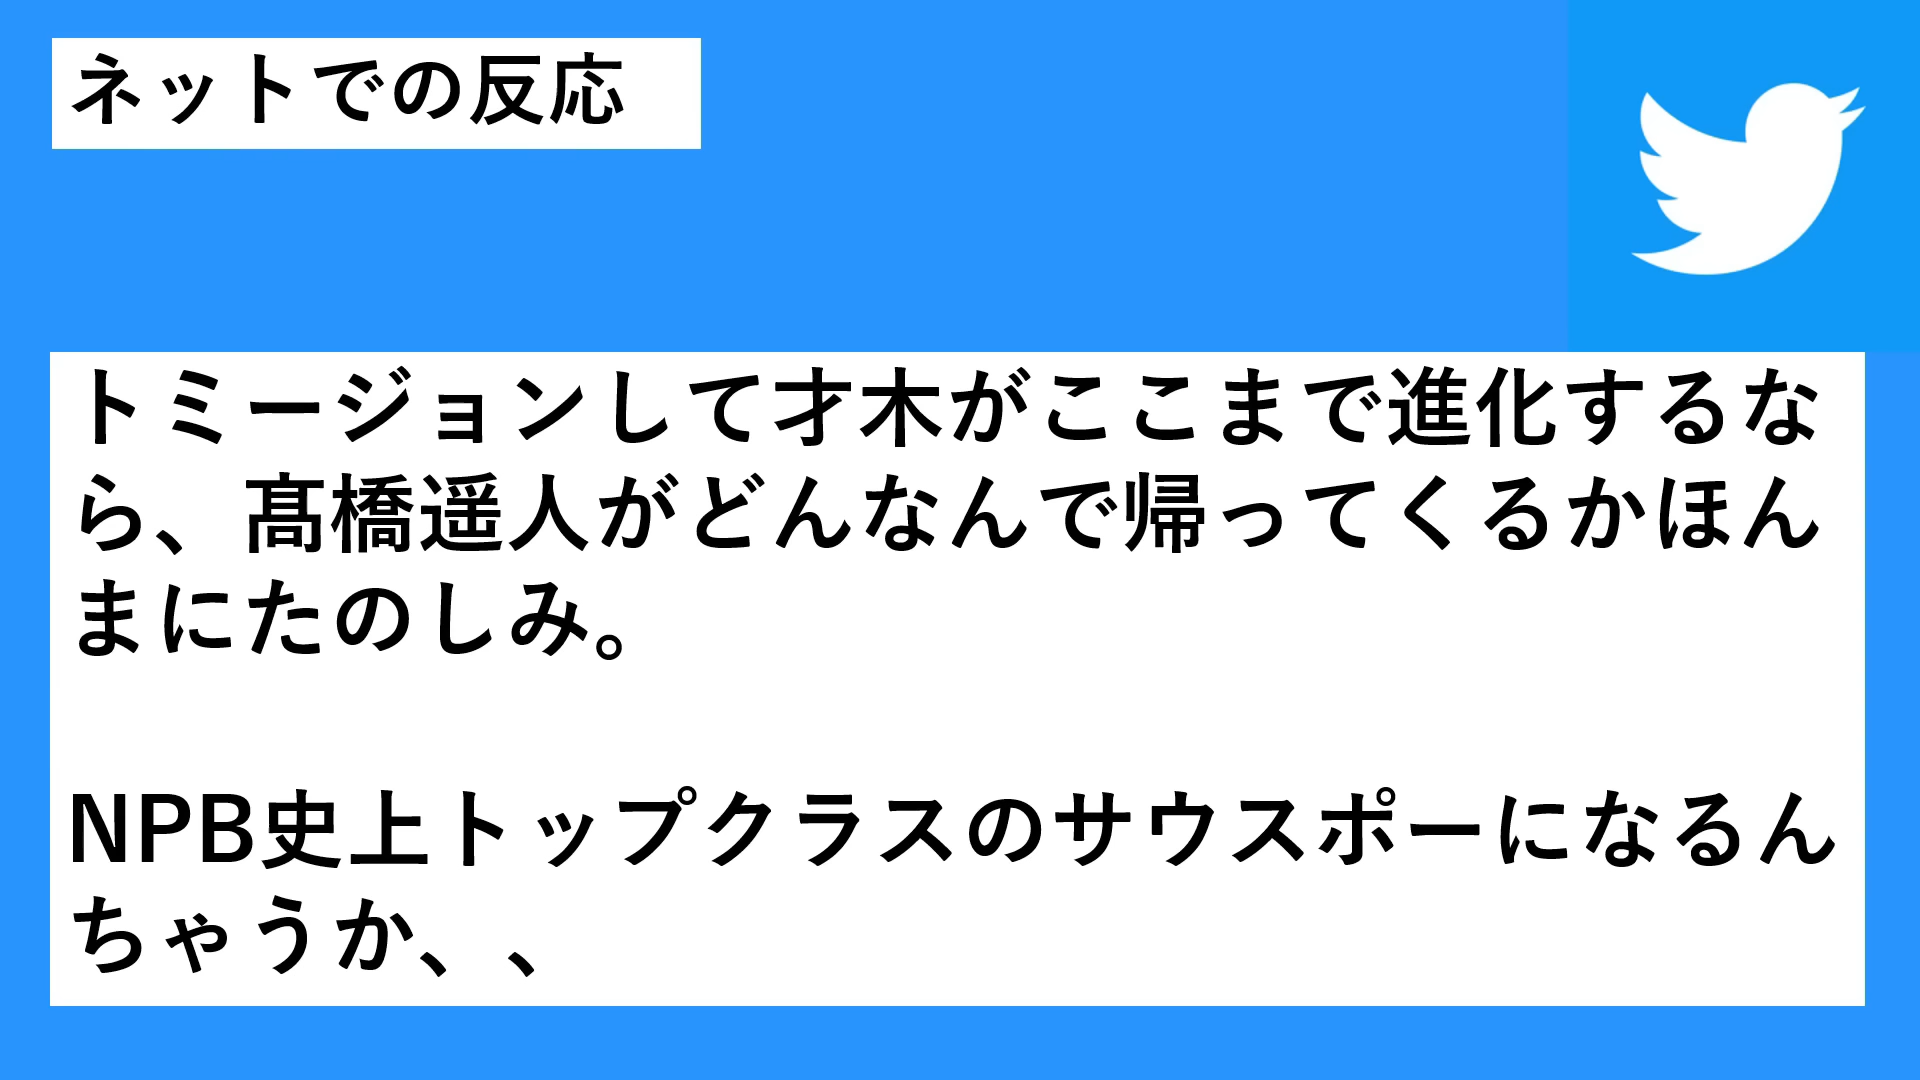 ネットでの反応
トミージョンして才木がここまで進化するな
ら、髙橋遥人がどんなんで帰ってくるかほん
まにたのしみ。
NPB史上トップクラスのサウスポーになるん
ちゃうか、、